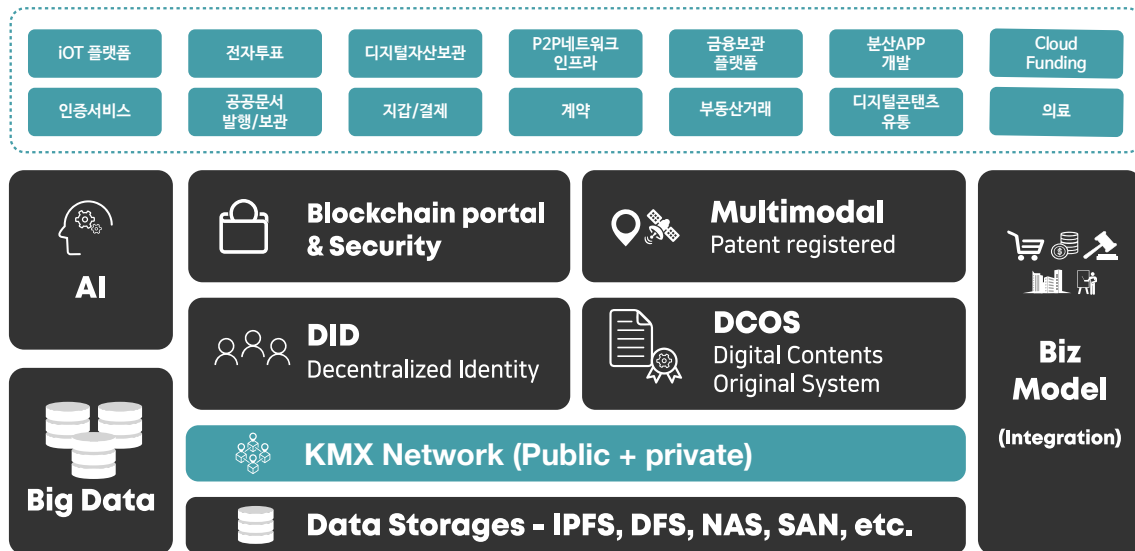 iOT 플랫폼
전자투표
디지털자산보관
P2P네트워크
인프라
금융보관
플랫폼
분산APP
개발
Cloud
Funding
인증서비스
공공문서
발행/보관
지갑/결제
계약
부동산거래
디지털콘텐츠
유통
의료
AI
Blockchain portal
& Security
Multimodal
Patent registered
DID
Decentralized Identity
DCOS
Digital Contents
Original System
Biz
Model
(Integration)
Big Data
KMX Network (Public + private)
Data Storages - IPFS, DFS, NAS, SAN, etc.